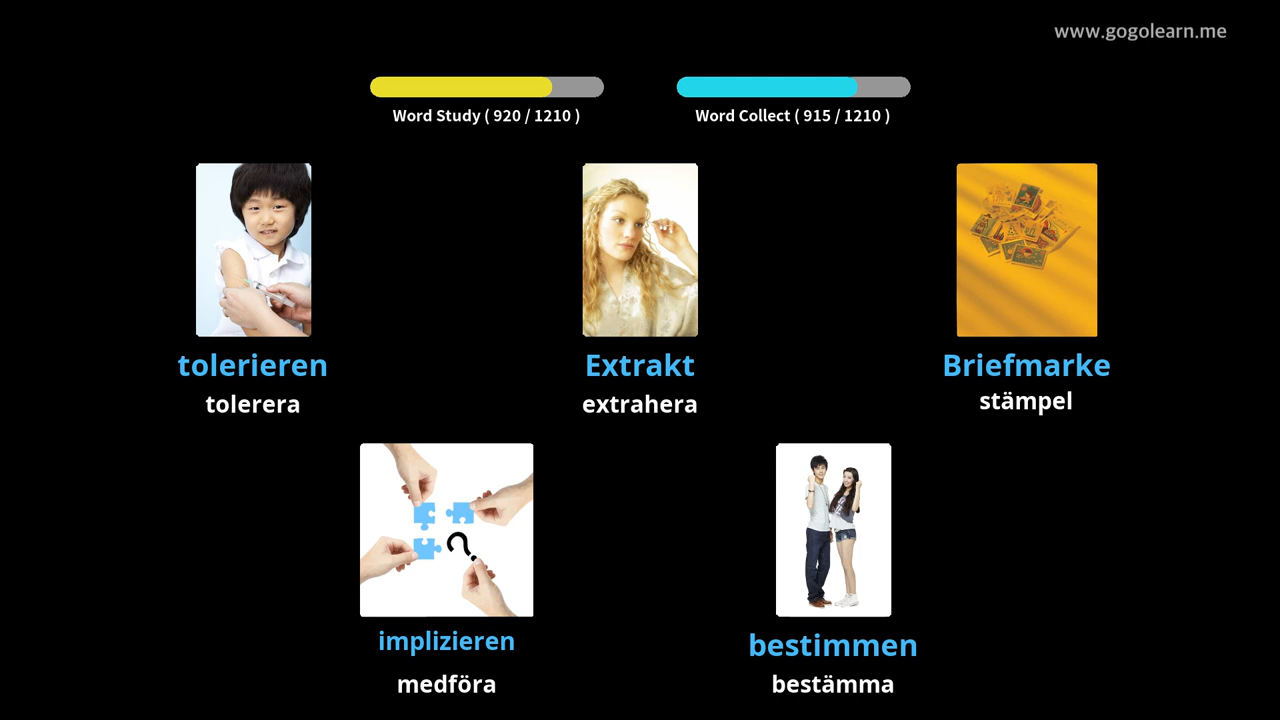 www.gogolearn.me
Word Study ( 920 / 1210 )
Word Collect ( 915 / 1210 )
tolerieren
tolerera
Extrakt
extrahera
Briefmarke
stämpel
implizieren
medföra
bestimmen
bestämma